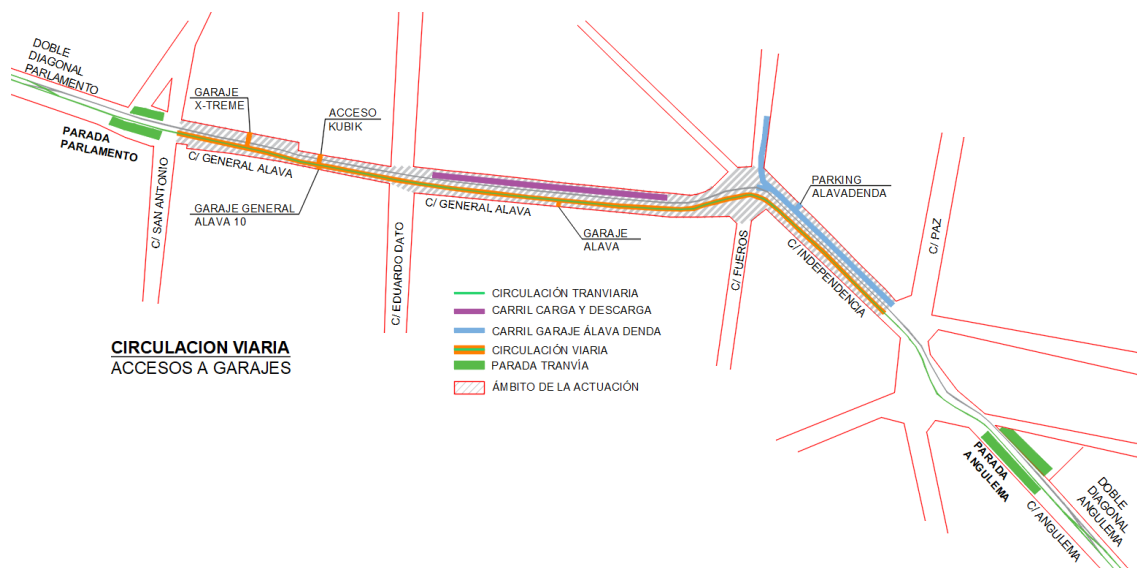 DOBLE
DIAGONAL
PARLAMENTO
PARADA
PARLAMENTO
GARAJE
X-TREME
ACCESO
KUBIK
C/ GENERAL ALAVA
GARAJE GENERAL
ALAVA 10
C/ SAN ANTONIO
C/ EDUARDO DATO
C/ GENERAL ALAVA
GARAJE
ALAVA
C/ FUEROS
PARKING
ALAVADENDA
C/ INDEPENDENCIA
C/ PAZ
CIRCULACION VIARIA
ACCESOS A GARAJES
CIRCULACIÓN TRANVIARIA
CARRIL CARGA Y DESCARGA
CARRIL GARAJE ÁLAVA DENDA
CIRCULACIÓN VIARIA
PARADA TRANVÍA
ÁMBITO DE LA ACTUACIÓN
PARADA
ANGULEMA
C/ ANGULEMA
DOBLE
DIAGONAL
ANGULEMA